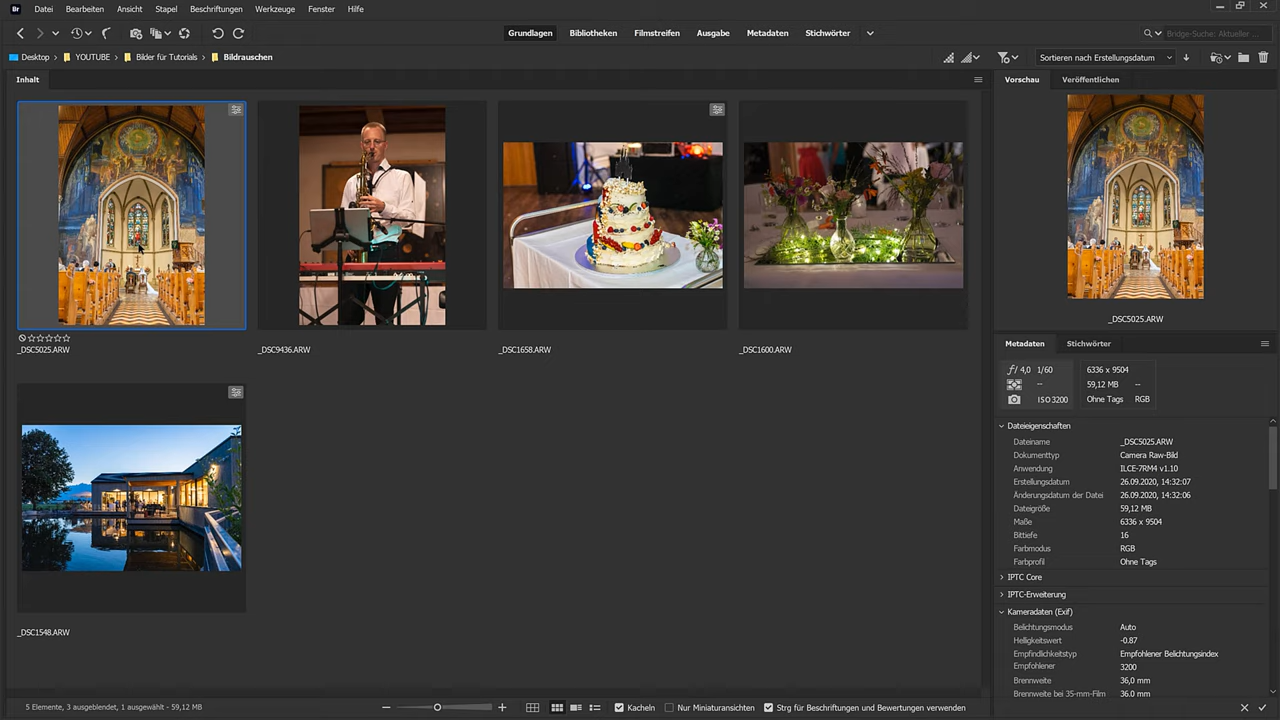 Br Datei Bearbeiten Ansicht Stapel Beschriftungen Werkzeuge Fenster Hilfe
Grundlagen Bibliotheken Filmstreifen Ausgabe Metadaten Stichwörter Bridge-Suche: Aktueller ...
Desktop YOUTUBE Bilder für Tutorials Bildrauschen Sortieren nach Erstellungsdatum
Inhalt
_DSC5025.ARW
_DSC9436.ARW
_DSC1658.ARW
_DSC1600.ARW
_DSC1548.ARW
Vorschau Veröffentlichen
_DSC5025.ARW
Metadaten Stichwörter
ƒ/ 4,0 1/60 6336 x 9504
-- 59,12 MB --
ISO 3200 Ohne Tags RGB
Dateieigenschaften
Dateiname _DSC5025.ARW
Dokumenttyp Camera Raw-Bild
Anwendung ILCE-7RM4 v1.10
Erstellungsdatum 26.09.2020, 14:32:07
Änderungsdatum der Datei 26.09.2020, 14:32:06
Dateigröße 59,12 MB
Maße 6336 x 9504
Bittiefe 16
Farbmodus RGB
Farbprofil Ohne Tags
IPTC Core
IPTC-Erweiterung
Kameradaten (Exif)
Belichtungsmodus Auto
Helligkeitswert -0.87
Empfindlichkeitstyp Empfohlener Belichtungsindex
Empfohlener 3200
Brennweite 36,0 mm
Brennweite bei 35-mm-Film 36.0 mm
5 Elemente, 3 ausgeblendet, 1 ausgewählt - 59,12 MB Kacheln Nur Miniaturansichten Strg für Beschriftungen und Bewertungen verwenden